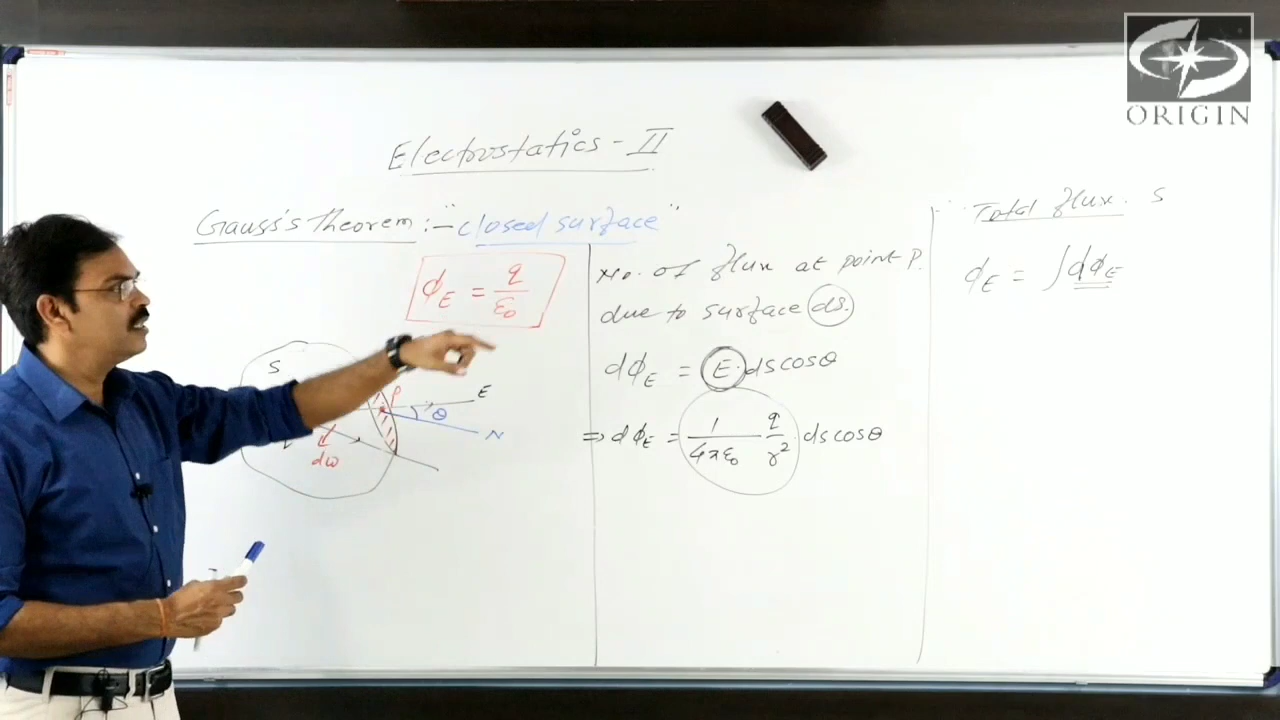 ORIGIN
Electrostatics - II
Gauss's Theorem :- "closed surface"
ϕE = q/ε₀
S
P
E
θ
N
dω
No. of flux at point P.
due to surface ds.
dϕE = E. ds cosθ
⇒ dϕE = 1/4πε₀ q/r² . ds cosθ
Total flux. S
ϕE = ∫dϕE